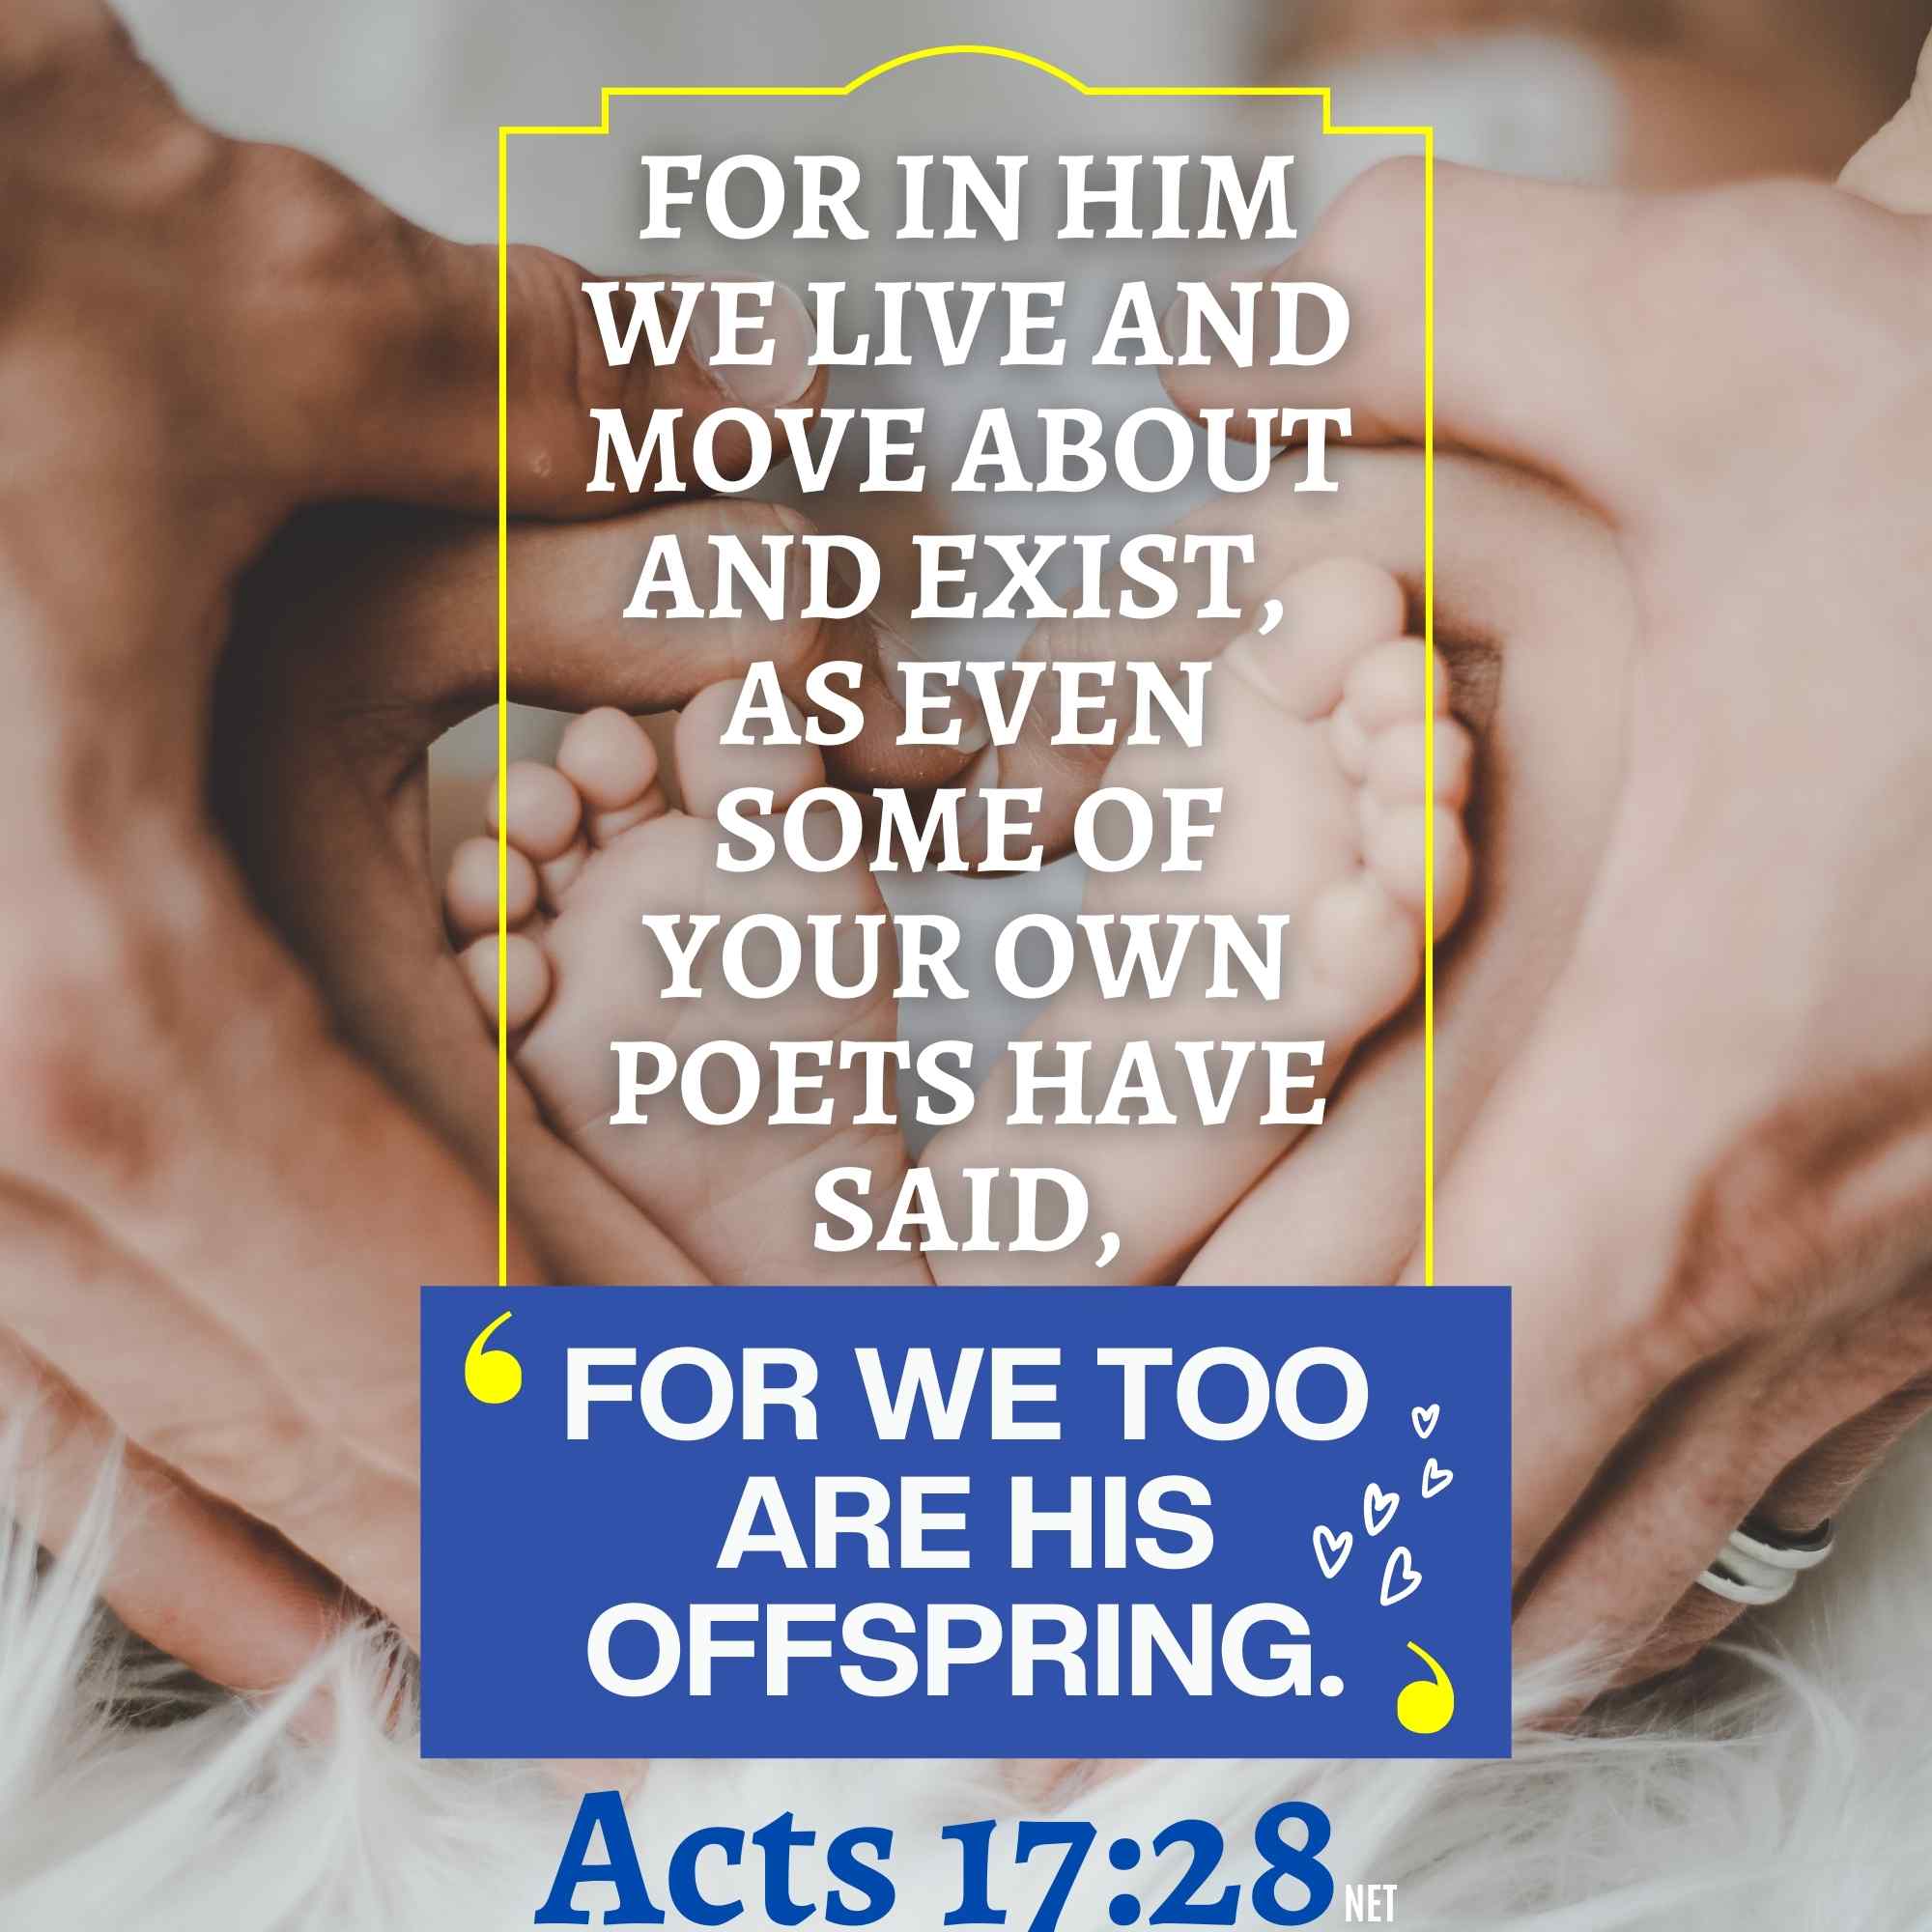 FOR IN HIM
WE LIVE AND
MOVE ABOUT
AND EXIST,
AS EVEN
SOME OF
YOUR OWN
POETS HAVE
SAID,
‘FOR WE TOO
ARE HIS
OFFSPRING.’
Acts 17:28 NET